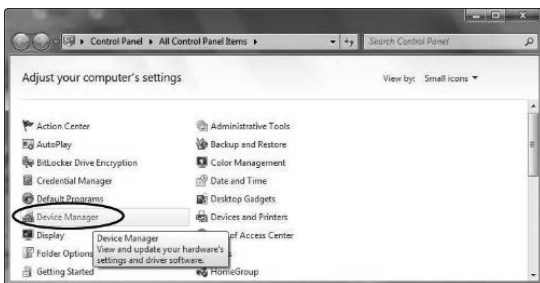 Control Panel ▸ All Control Panel Items ▸
Search Control Panel
Adjust your computer's settings
View by: Small icons
Action Center
Administrative Tools
AutoPlay
Backup and Restore
BitLocker Drive Encryption
Color Management
Credential Manager
Date and Time
Default Programs
Desktop Gadgets
Device Manager
Devices and Printers
Display
of Access Center
Device Manager
View and update your hardware's
settings and driver software.
Folder Options
Getting Started
HomeGroup